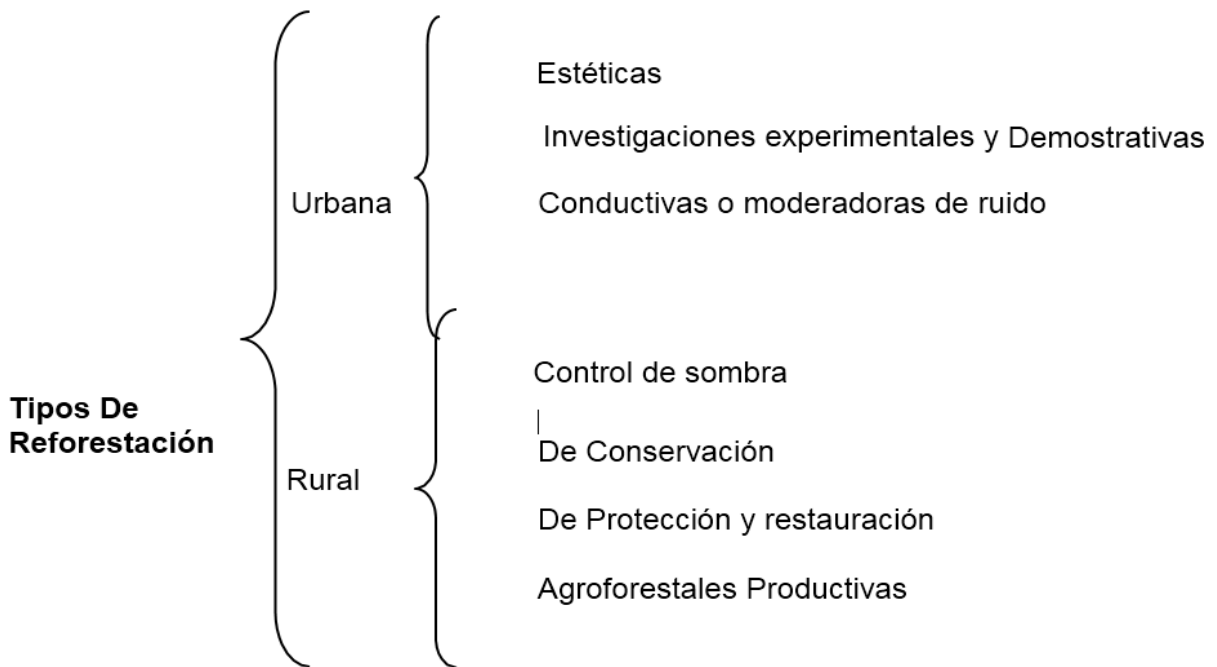 Estéticas
Investigaciones experimentales y Demostrativas
Urbana
Conductivas o moderadoras de ruido
Control de sombra
Tipos De
Reforestación
De Conservación
Rural
De Protección y restauración
Agroforestales Productivas